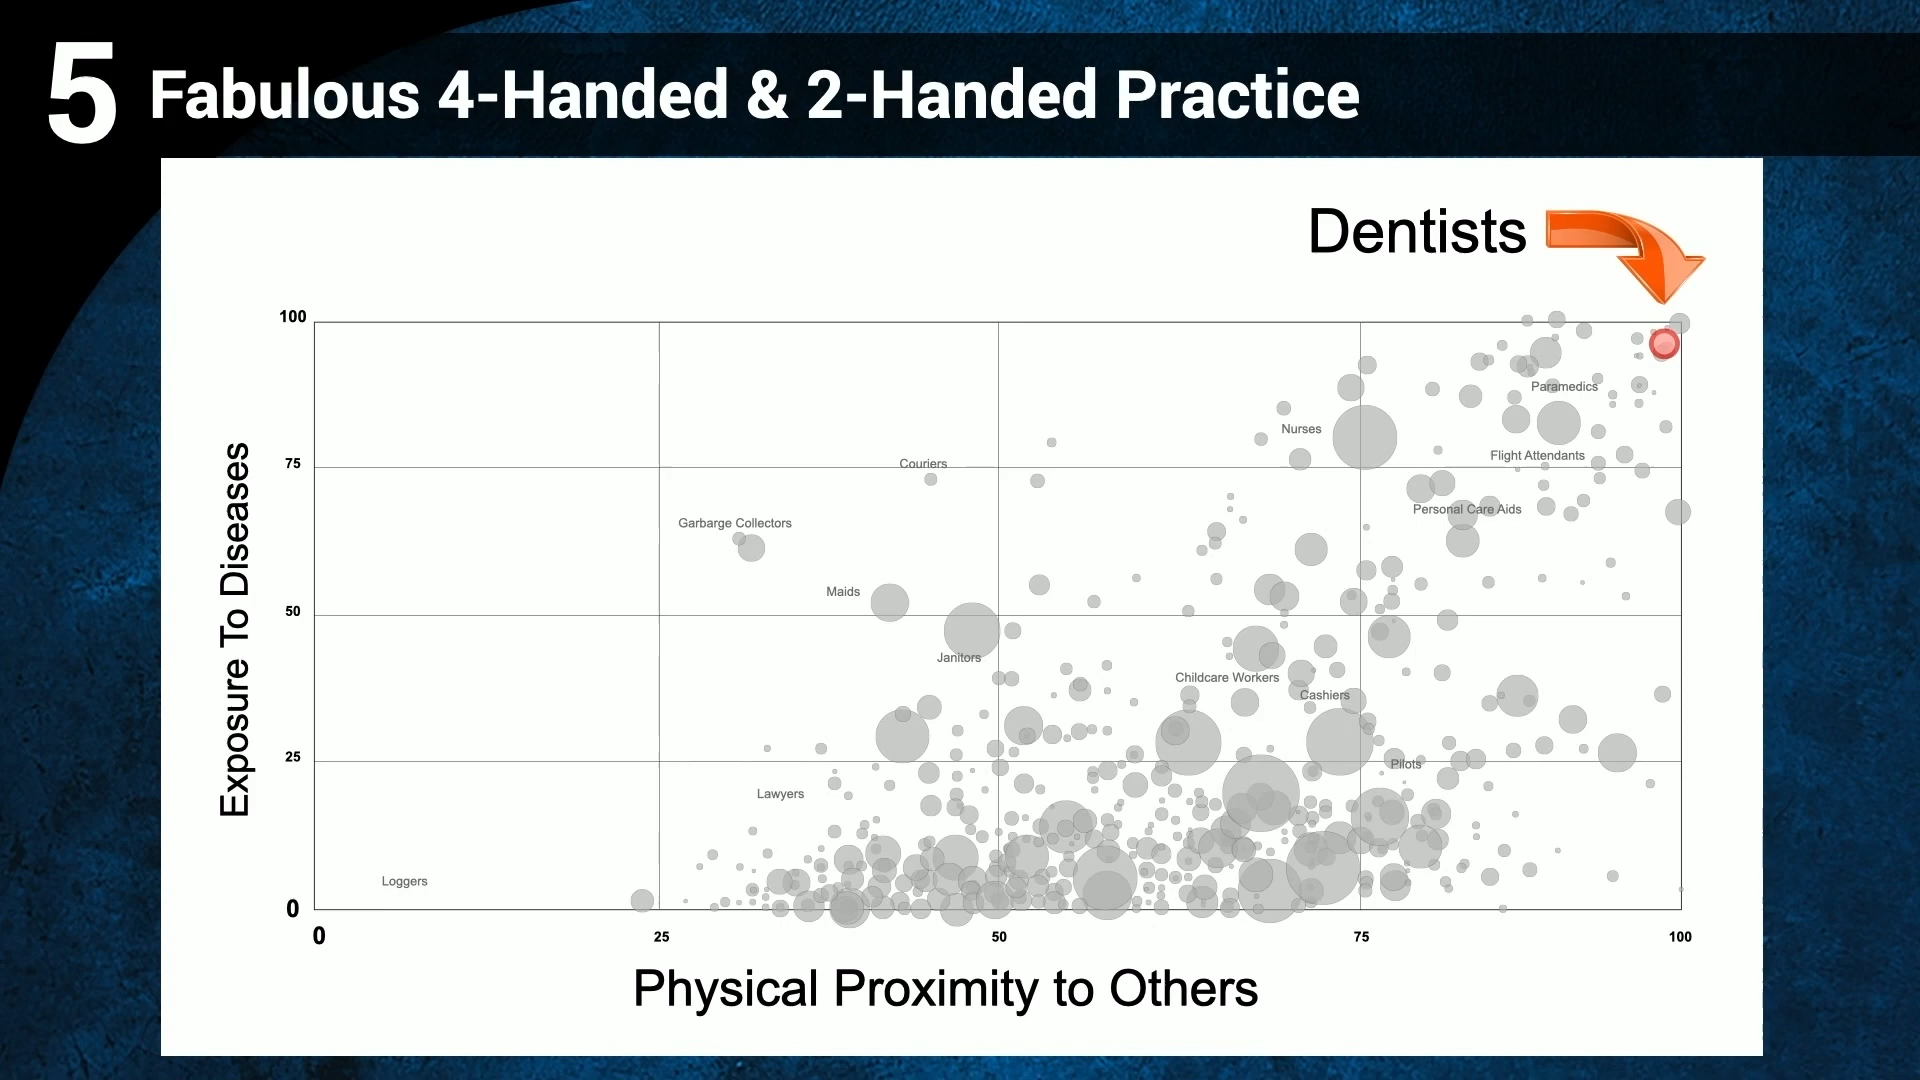 5 Fabulous 4-Handed & 2-Handed Practice
Dentists
100
Paramedics
Nurses
Flight Attendants
Couriers
75
Personal Care Aids
Garbarge Collectors
Exposure To Diseases
Maids
50
Janitors
Childcare Workers
Cashiers
25
Pilots
Lawyers
Loggers
0
0 25 50 75 100
Physical Proximity to Others